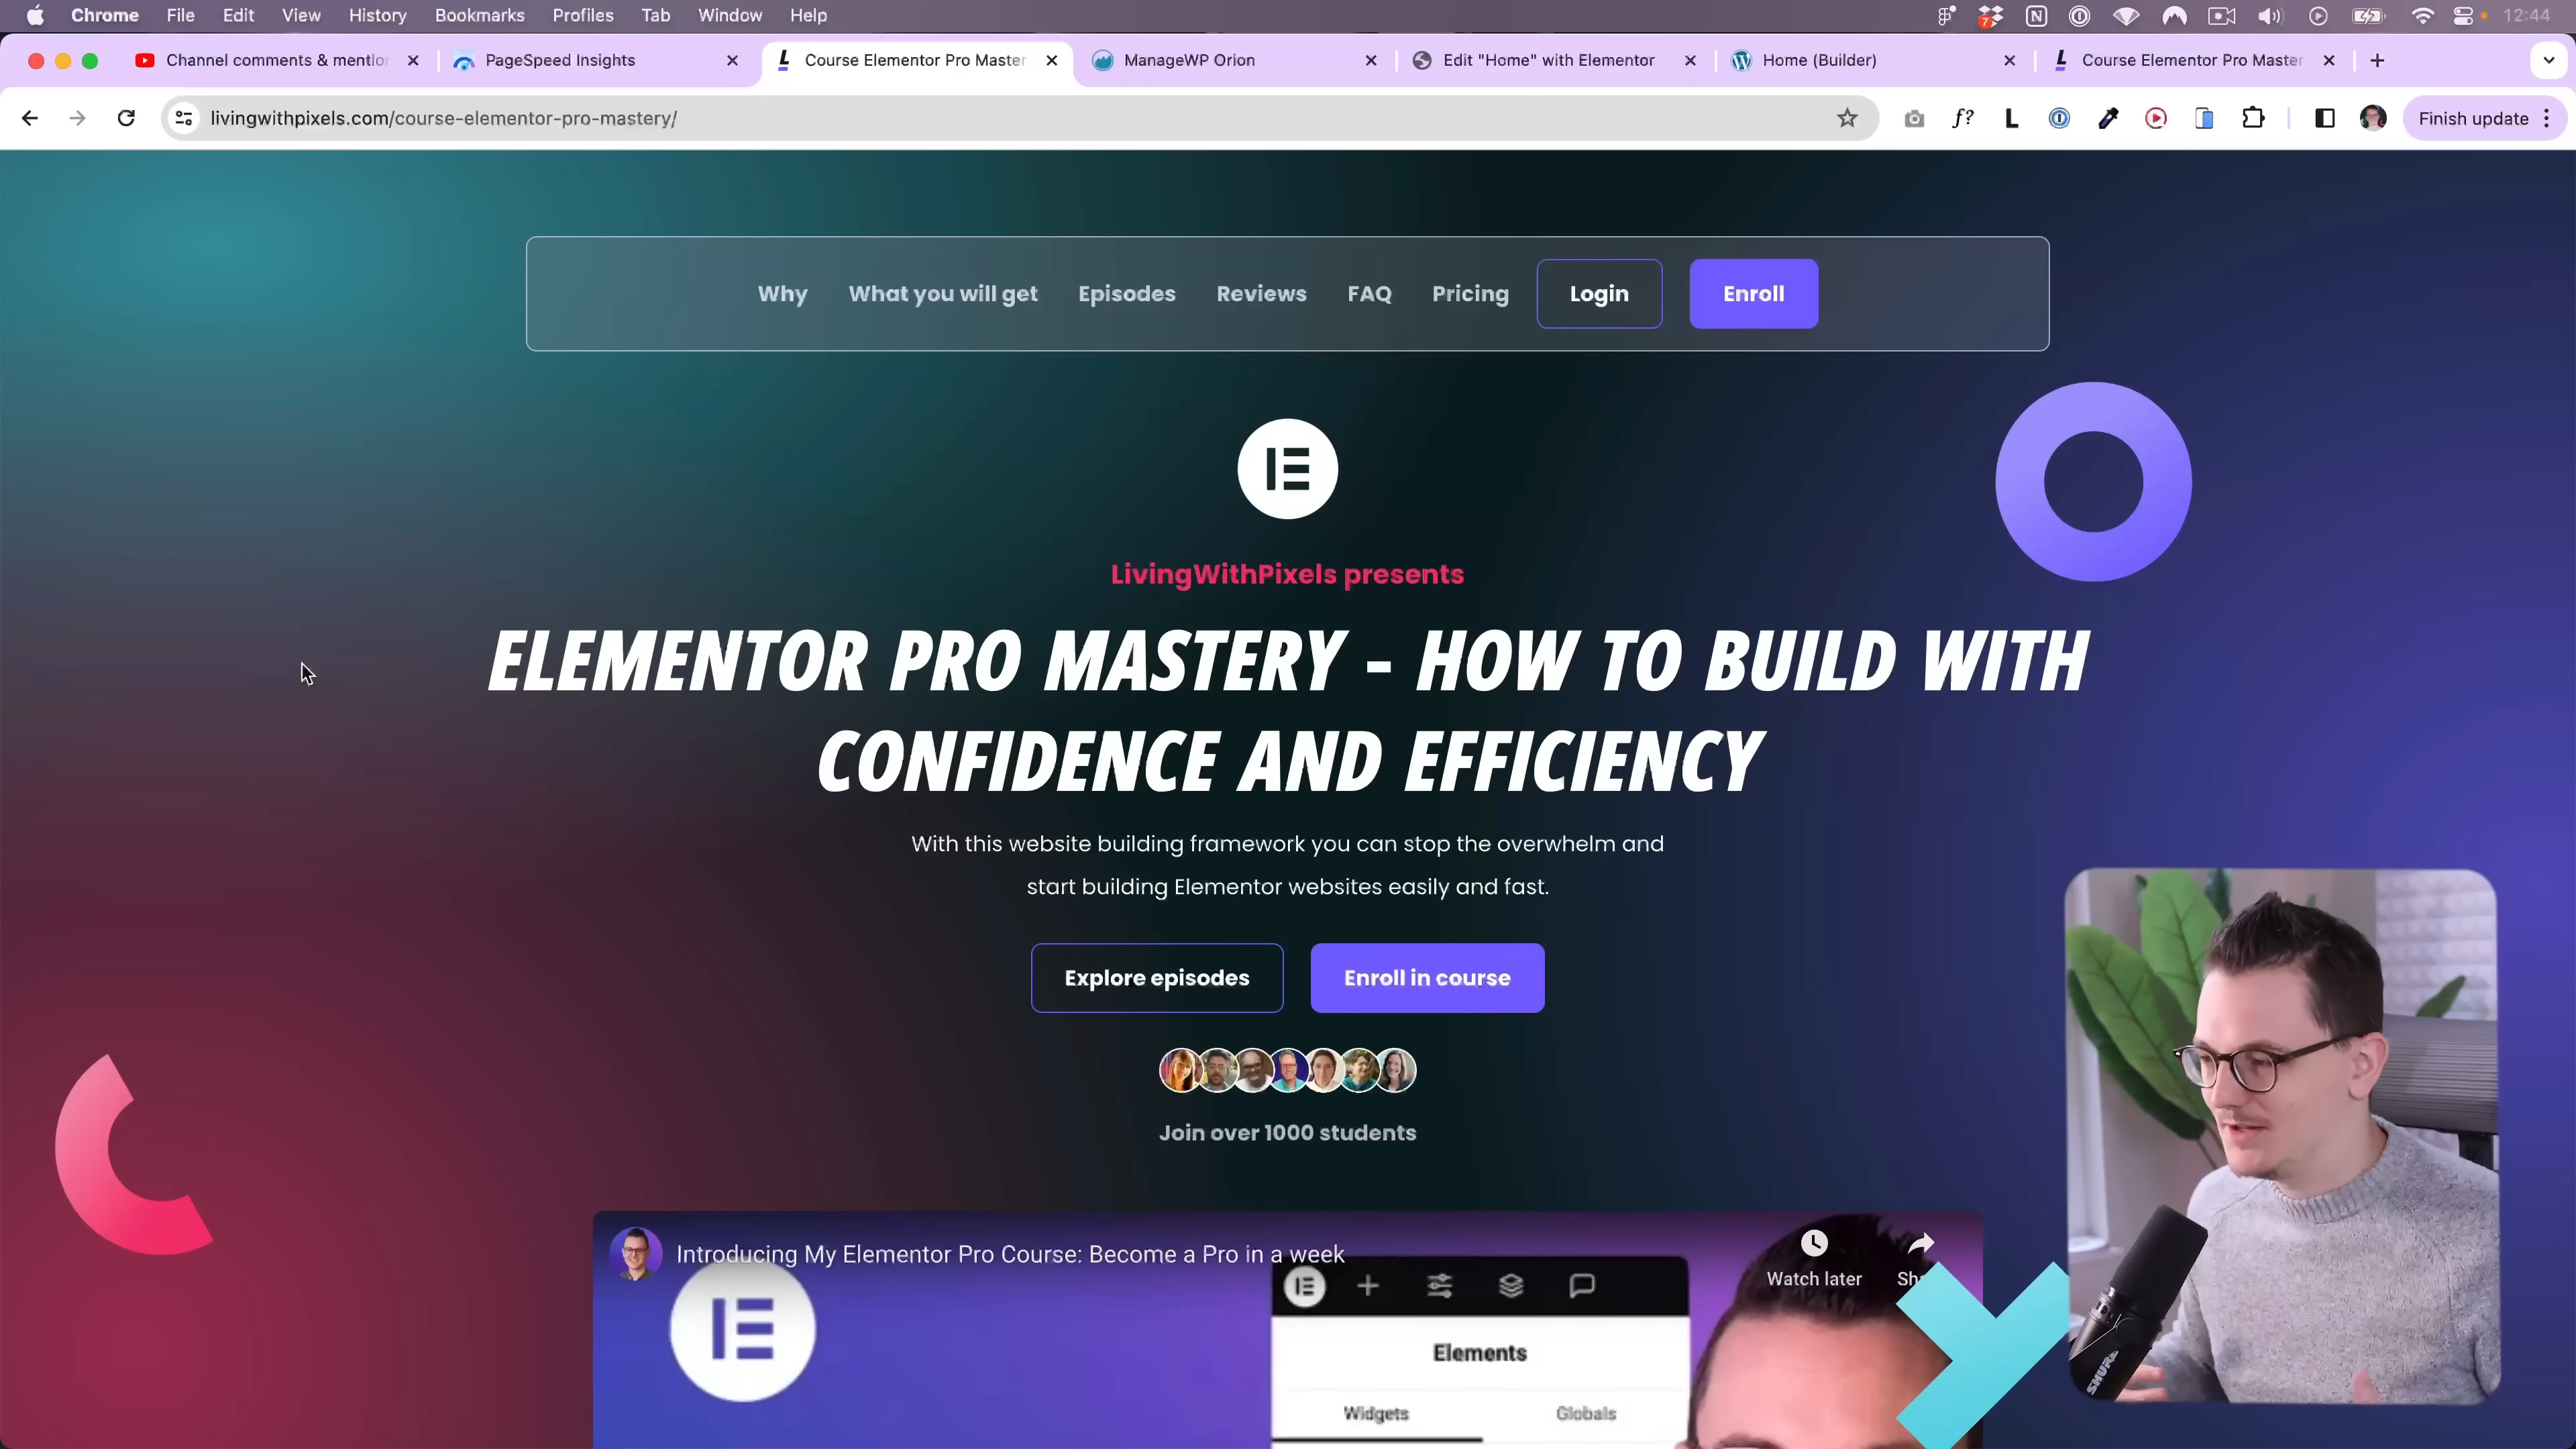 Chrome File Edit View History Bookmarks Profiles Tab Window Help
7
12:44
Channel comments & mentio
PageSpeed Insights
Course Elementor Pro Master
ManageWP Orion
Edit "Home" with Elementor
Home (Builder)
Course Elementor Pro Master
livingwithpixels.com/course-elementor-pro-mastery/
f?
L
Finish update
Why
What you will get
Episodes
Reviews
FAQ
Pricing
Login
Enroll
LivingWithPixels presents
ELEMENTOR PRO MASTERY - HOW TO BUILD WITH
CONFIDENCE AND EFFICIENCY
With this website building framework you can stop the overwhelm and
start building Elementor websites easily and fast.
Explore episodes
Enroll in course
Join over 1000 students
Introducing My Elementor Pro Course: Become a Pro in a week
Watch later
Elements
Widgets
Globals
SHURE